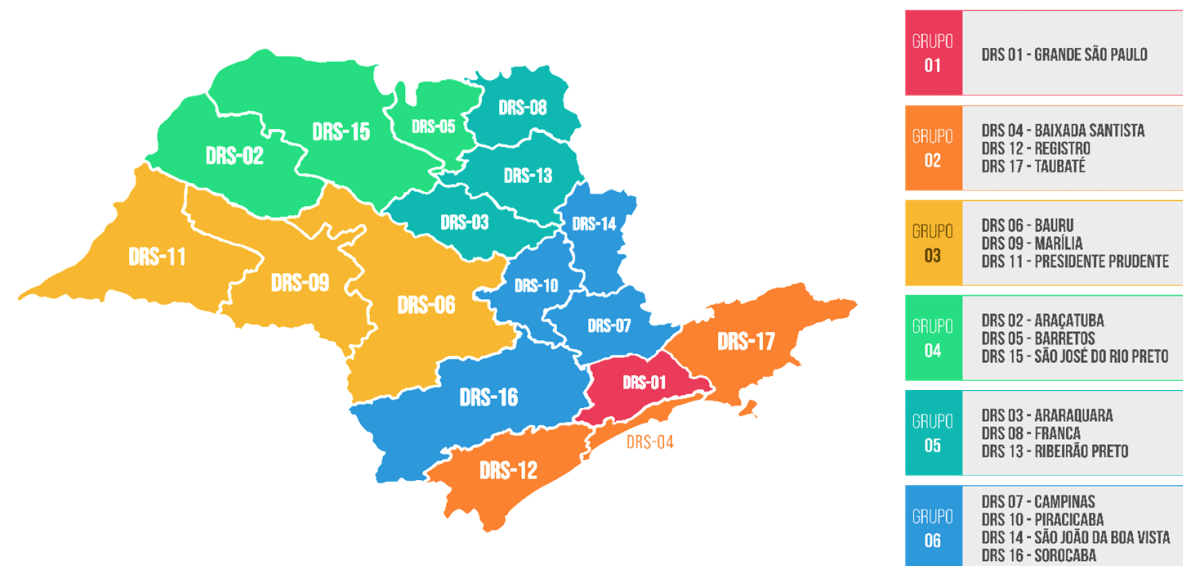 DRS-08
DRS-05
DRS-15
DRS-02
DRS-13
DRS-03
DRS-14
DRS-11
DRS-09
DRS-10
DRS-06
DRS-07
DRS-17
DRS-01
DRS-16
DRS-04
DRS-12
GRUPO
01
DRS 01 - GRANDE SÃO PAULO
GRUPO
02
DRS 04 - BAIXADA SANTISTA
DRS 12 - REGISTRO
DRS 17 - TAUBATÉ
GRUPO
03
DRS 06 - BAURU
DRS 09 - MARÍLIA
DRS 11 - PRESIDENTE PRUDENTE
GRUPO
04
DRS 02 - ARAÇATUBA
DRS 05 - BARRETOS
DRS 15 - SÃO JOSÉ DO RIO PRETO
GRUPO
05
DRS 03 - ARARAQUARA
DRS 08 - FRANCA
DRS 13 - RIBEIRÃO PRETO
GRUPO
06
DRS 07 - CAMPINAS
DRS 10 - PIRACICABA
DRS 14 - SÃO JOÃO DA BOA VISTA
DRS 16 - SOROCABA